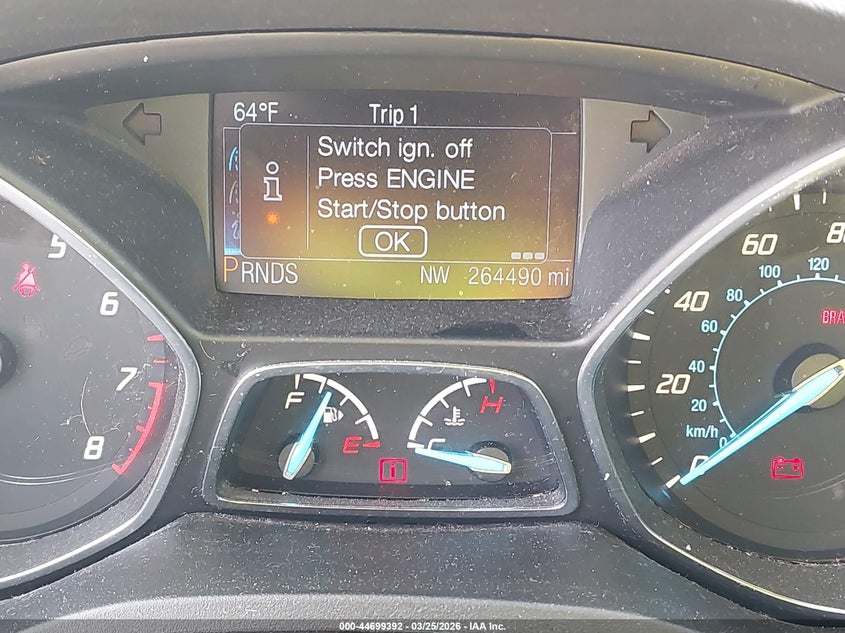 64°F Trip 1
Switch ign. off
Press ENGINE
Start/Stop button
OK
PRNDS NW 264490 mi
5
6
7
8
F
E
C
H
0
20
40
60
80
km/h
0
20
40
60
80
100
120
000-44699392 - 03/25/2026 - IAA Inc.